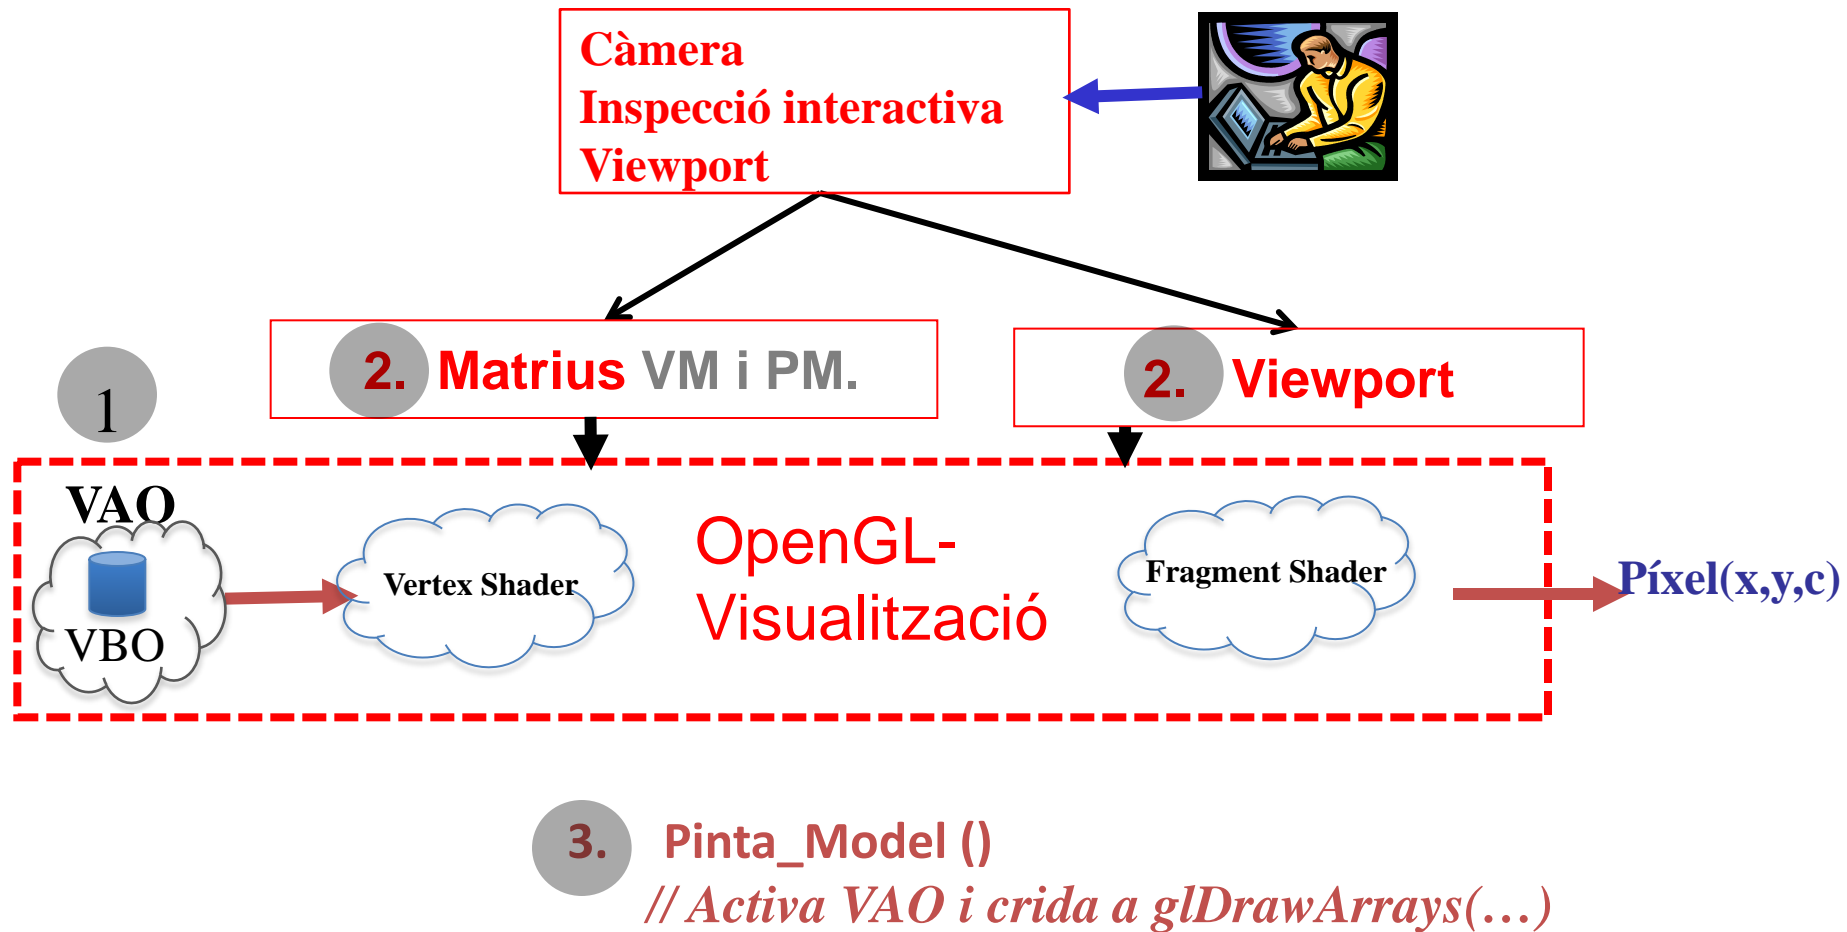 Càmera
Inspecció interactiva
Viewport
2. Matrius VM i PM.
2. Viewport
1
VAO
VBO
Vertex Shader
OpenGL-
Visualització
Fragment Shader
Píxel(x,y,c)
3. Pinta_Model ()
// Activa VAO i crida a glDrawArrays(…)